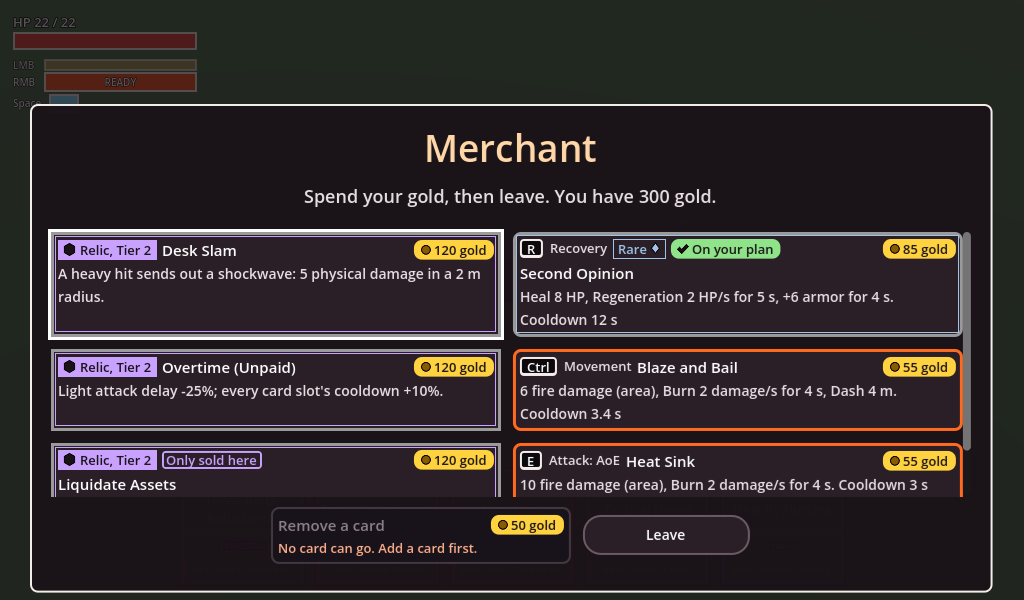 HP 22 / 22
LMB
RMB READY
Space
Merchant
Spend your gold, then leave. You have 300 gold.
Relic, Tier 2 Desk Slam 120 gold
A heavy hit sends out a shockwave: 5 physical damage in a 2 m
radius.
R Recovery Rare On your plan 85 gold
Second Opinion
Heal 8 HP, Regeneration 2 HP/s for 5 s, +6 armor for 4 s.
Cooldown 12 s
Relic, Tier 2 Overtime (Unpaid) 120 gold
Light attack delay -25%; every card slot's cooldown +10%.
Ctrl Movement Blaze and Bail 55 gold
6 fire damage (area), Burn 2 damage/s for 4 s, Dash 4 m.
Cooldown 3.4 s
Relic, Tier 2 Only sold here 120 gold
Liquidate Assets
E Attack: AoE Heat Sink 55 gold
10 fire damage (area), Burn 2 damage/s for 4 s. Cooldown 3 s
Remove a card 50 gold
No card can go. Add a card first.
Leave